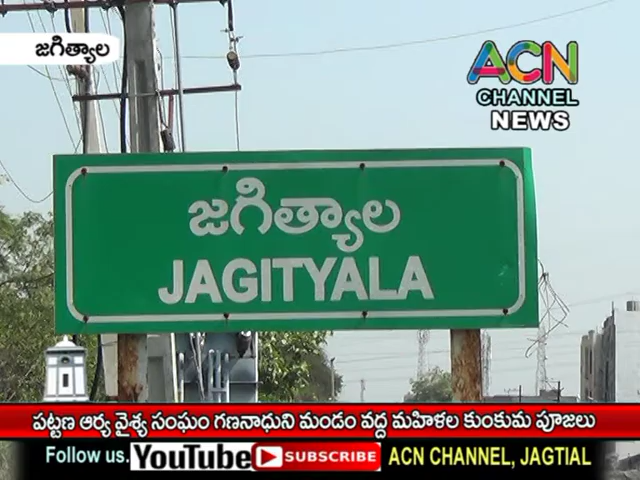 జగిత్యాల
ACN
CHANNEL
NEWS
జగిత్యాల
JAGITYALA
పట్టణ ఆర్య వైశ్య సంఘం గణనాధుని మండం వద్ద మహిళల కుంకుమ పూజలు
Follow us. YouTube SUBSCRIBE ACN CHANNEL, JAGTIAL